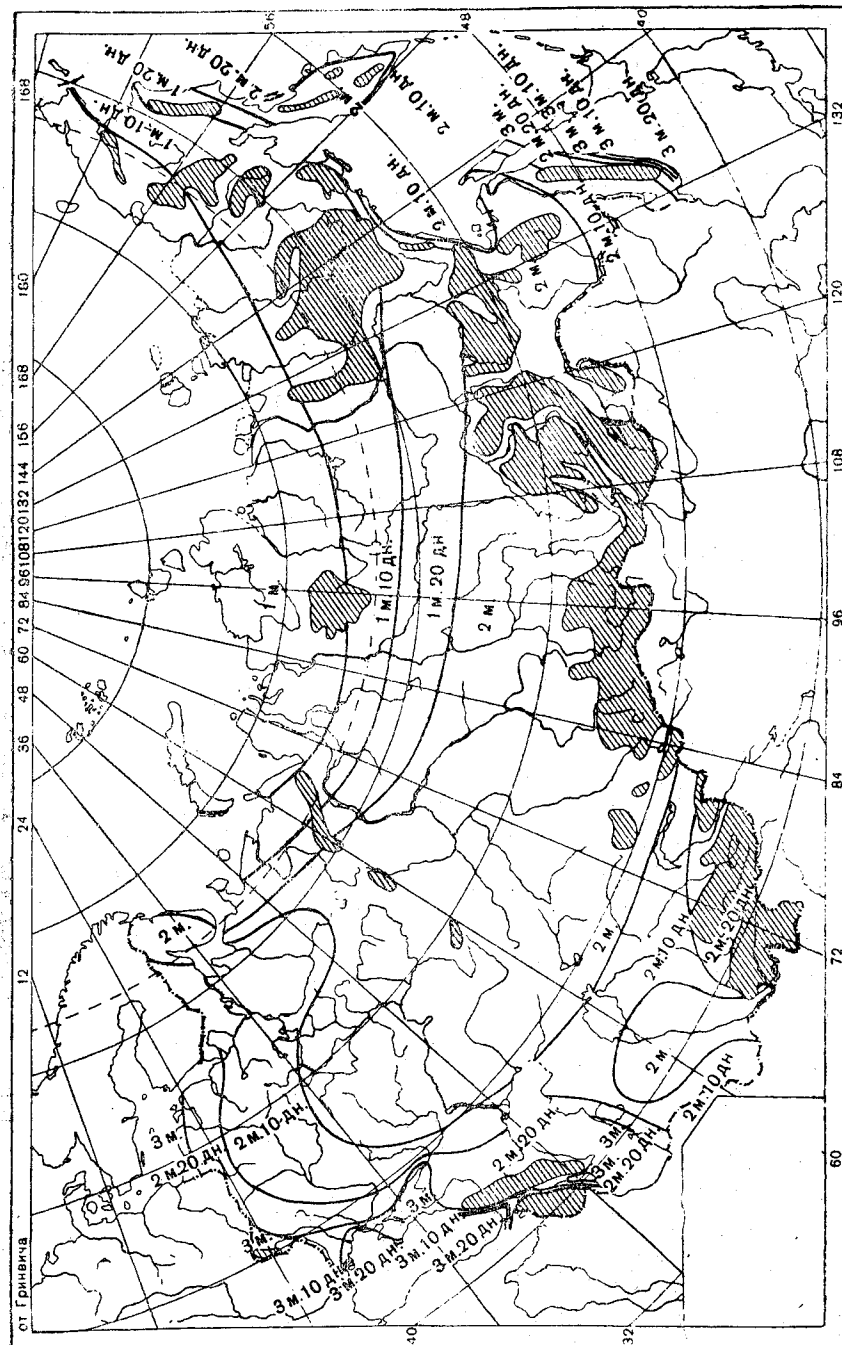 от Гринвича
12
24
36
48
60
72
84
96
108
120
132
144
156
168
180
168
56
48
40
132
120
108
96
84
72
60
32
40
1 м. 20 дн.
2 м. 20 дн.
1 м. 10 дн.
2 м. 10 дн.
2 м. 10 дн.
3 м.
2 м. 20 дн.
2 м. 10 дн.
3 м
3 м. 10 дн.
3 м. 20 дн.
2 м. 10 дн
2 м
1 м
1 м. 10 дн.
1 м. 20 дн
2 м
2 м.
2 м.
2 м. 10 дн
2 м. 20 дн
2 м
2 м. 10 дн
3 м.
2 м. 20 дн.
2 м. 10 дн.
2 м. 20 дн
3 м
3 м.
2 м. 20 дн
3 м.
3 м.
3 м. 10 дн
3 м. 20 дн.
3 м. 10 дн
3 м. 20 дн.